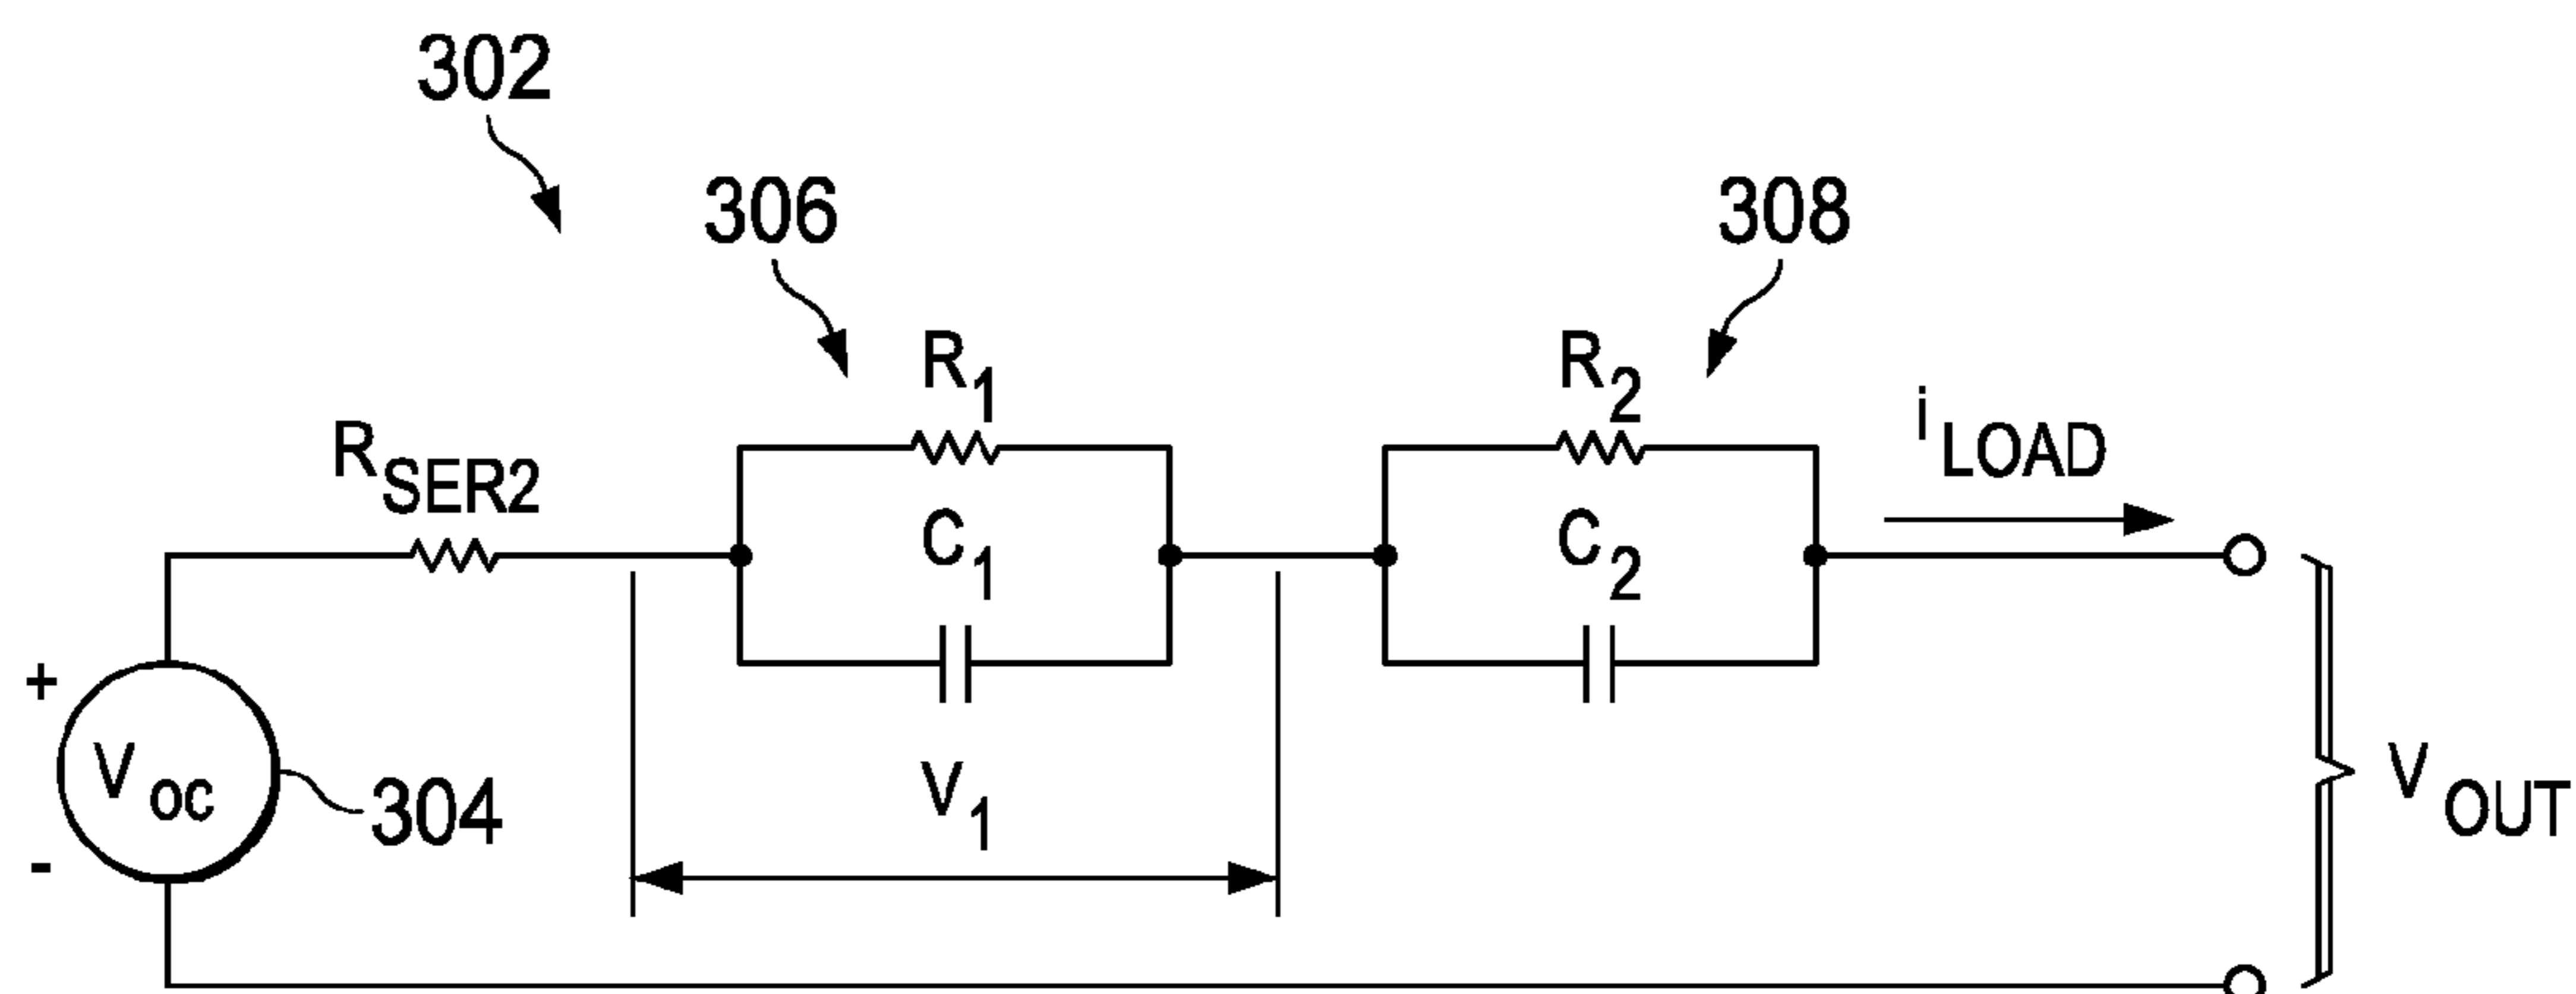 302
306
308
R1
R2
iLOAD
RSER2
C1
C2
+
Voc
304
-
V1
VOUT